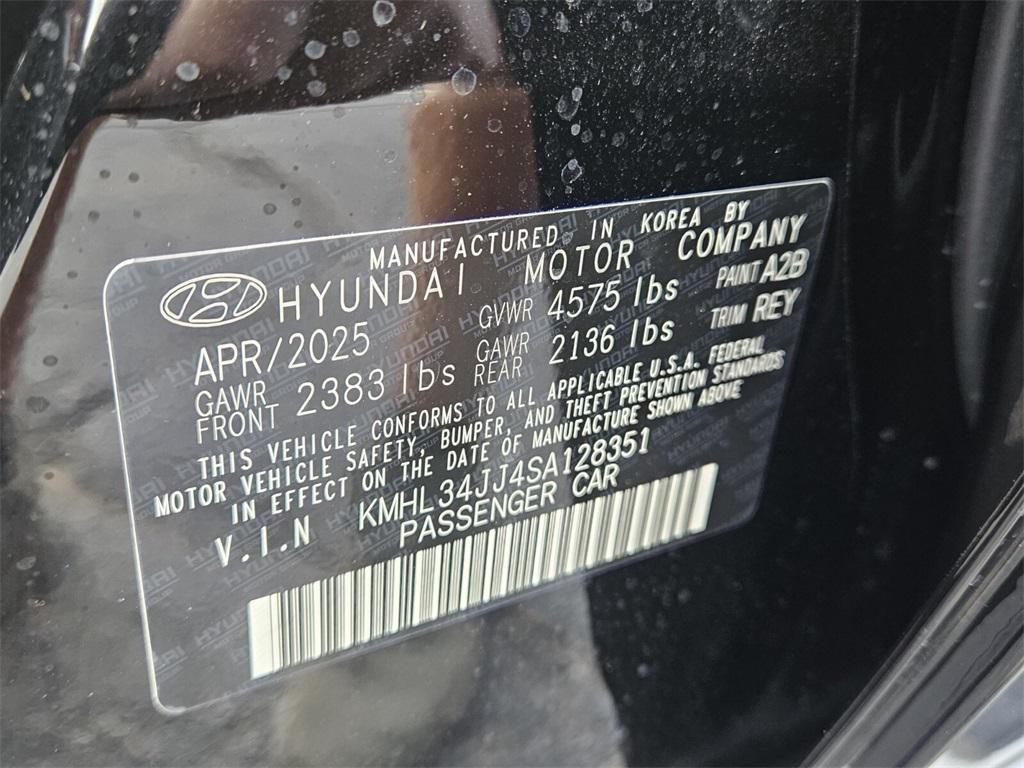 MANUFACTURED IN KOREA BY
HYUNDAI MOTOR COMPANY
APR/2025 GVWR 4575 lbs PAINT A2B
GAWR FRONT 2383 lbs GAWR REAR 2136 lbs TRIM REY
THIS VEHICLE CONFORMS TO ALL APPLICABLE U.S.A. FEDERAL
MOTOR VEHICLE SAFETY, BUMPER, AND THEFT PREVENTION STANDARDS
IN EFFECT ON THE DATE OF MANUFACTURE SHOWN ABOVE
V.I.N KMHL34JJ4SA128351
PASSENGER CAR